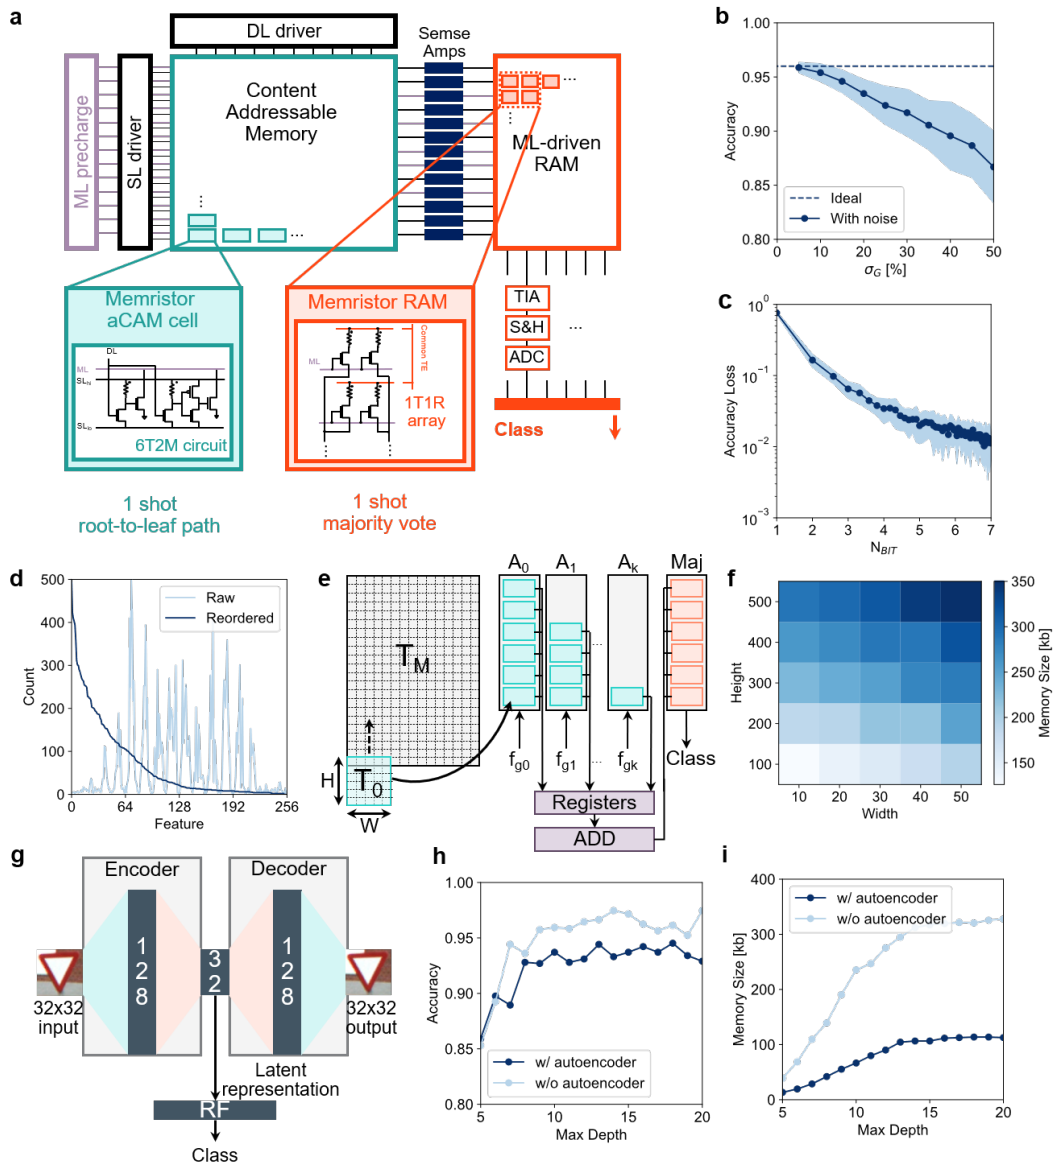 a
DL driver
Semse
Amps
ML precharge
SL driver
Content
Addressable
Memory
ML-driven
RAM
Memristor
aCAM cell
DL
ML
SL
SL
6T2M circuit
1 shot
root-to-leaf path
Memristor RAM
ML
Common TE
1T1R
array
1 shot
majority vote
TIA
S&H
ADC
Class
b
1.00
0.95
0.90
0.85
0.80
Accuracy
Ideal
With noise
0 10 20 30 40 50
σG [%]
c
10⁰
10⁻¹
10⁻²
10⁻³
Accuracy Loss
1 2 3 4 5 6 7
NBIT
d
500
400
300
200
100
0
Count
Raw
Reordered
0 64 128 192 256
Feature
e
TM
T0
H
W
A0 A1 Ak Maj
fg0 fg1 fgk
Class
Registers
ADD
f
500
400
300
200
100
Height
10 20 30 40 50
Width
350
300
250
200
150
Memory Size [kb]
g
Encoder
Decoder
128
32
128
32x32
input
32x32
output
Latent
representation
RF
Class
h
1.00
0.95
0.90
0.85
0.80
Accuracy
w/ autoencoder
w/o autoencoder
5 10 15 20
Max Depth
i
400
300
200
100
0
Memory Size [kb]
w/ autoencoder
w/o autoencoder
5 10 15 20
Max Depth